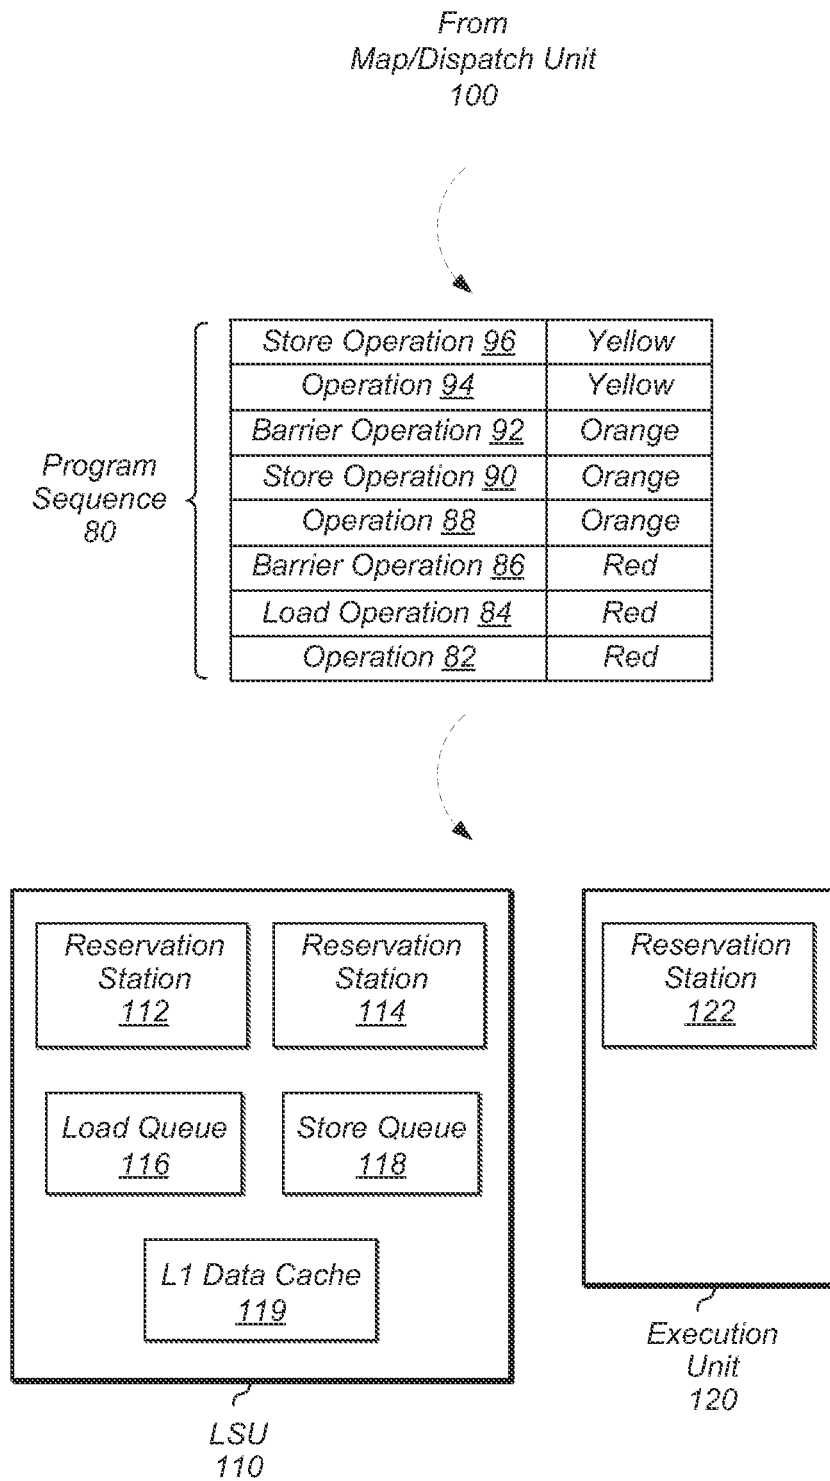 From
Map/Dispatch Unit
100
Program
Sequence
80
Store Operation 96 Yellow
Operation 94 Yellow
Barrier Operation 92 Orange
Store Operation 90 Orange
Operation 88 Orange
Barrier Operation 86 Red
Load Operation 84 Red
Operation 82 Red
Reservation
Station
112
Reservation
Station
114
Load Queue
116
Store Queue
118
L1 Data Cache
119
LSU
110
Reservation
Station
122
Execution
Unit
120